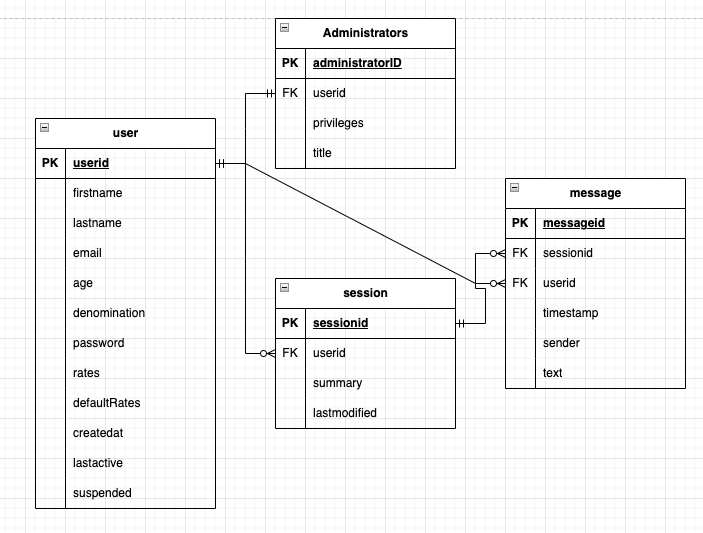 Administrators
PK administratorID
FK userid
privileges
title
user
PK userid
firstname
lastname
email
age
denomination
password
rates
defaultRates
createdat
lastactive
suspended
session
PK sessionid
FK userid
summary
lastmodified
message
PK messageid
FK sessionid
FK userid
timestamp
sender
text